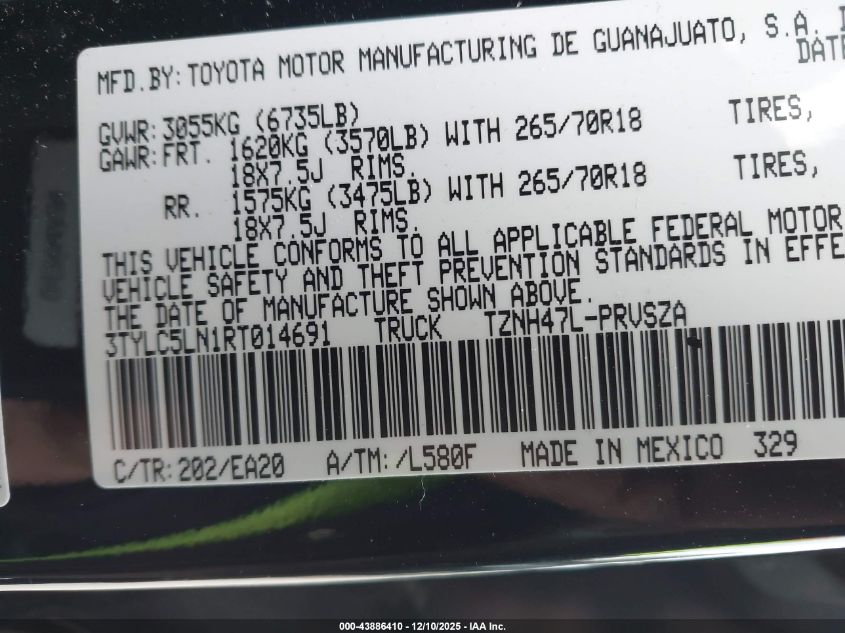 MFD.BY:TOYOTA MOTOR MANUFACTURING DE GUANAJUATO, S.A.
DATE
GVWR:3055KG (6735LB)
GAWR:FRT. 1620KG (3570LB) WITH 265/70R18 TIRES,
18X7.5J RIMS.
RR. 1575KG (3475LB) WITH 265/70R18 TIRES,
18X7.5J RIMS.
THIS VEHICLE CONFORMS TO ALL APPLICABLE FEDERAL MOTOR
VEHICLE SAFETY AND THEFT PREVENTION STANDARDS IN EFFE
THE DATE OF MANUFACTURE SHOWN ABOVE.
3TYLC5LN1RT014691 TRUCK TZNH47L-PRVSZA
C/TR:202/EA20 A/TM:/L580F MADE IN MEXICO 329
000-43886410 - 12/10/2025 - IAA Inc.